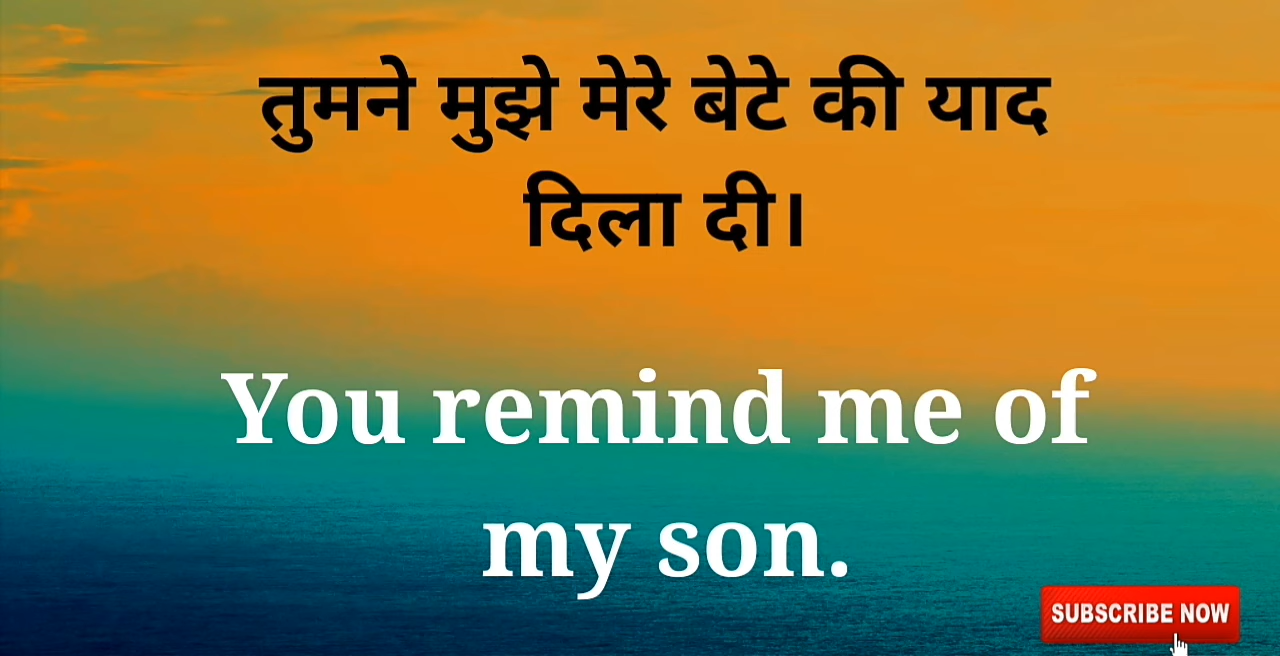 तुमने मुझे मेरे बेटे की याद
दिला दी।
You remind me of
my son.
SUBSCRIBE NOW